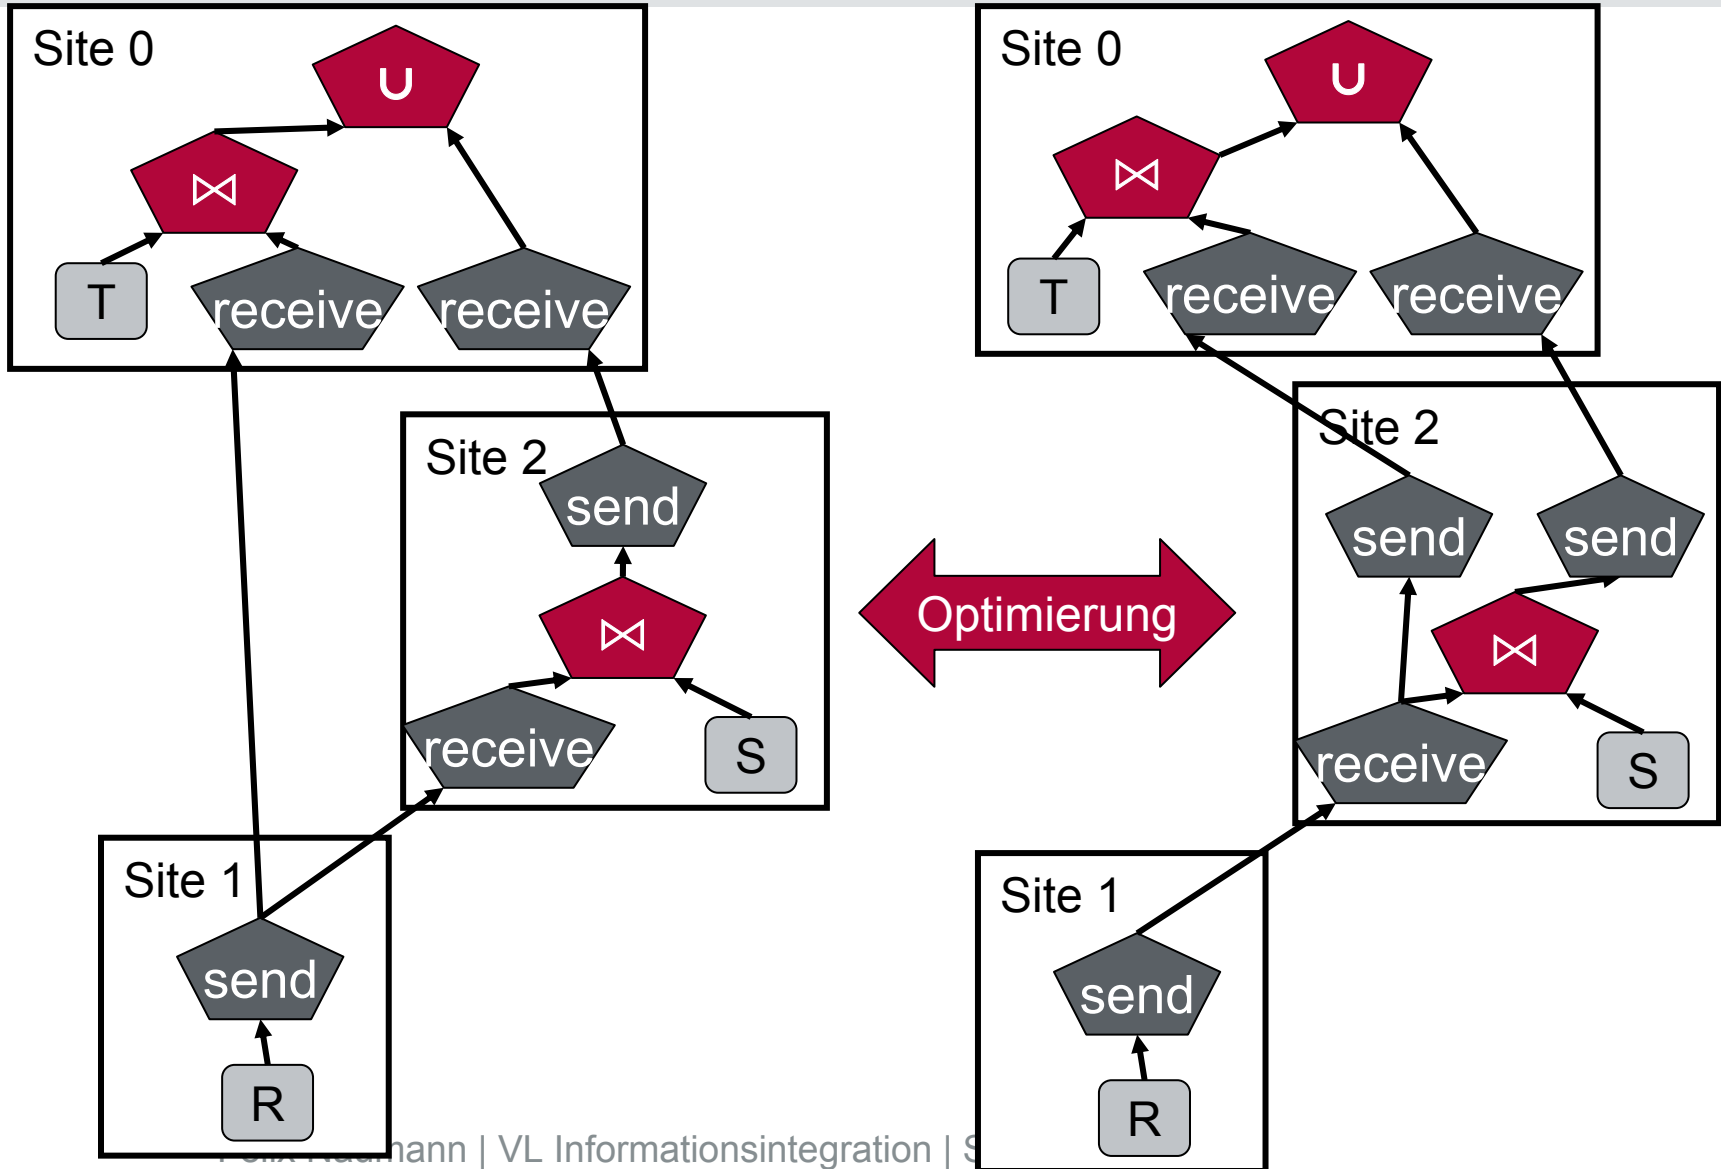 Site 0
∪
⋈
T
receive
receive
Site 2
send
⋈
receive
S
Site 1
send
R
Optimierung
Site 0
∪
⋈
T
receive
receive
Site 2
send
send
⋈
receive
S
Site 1
send
R
| VL Informationsintegration |